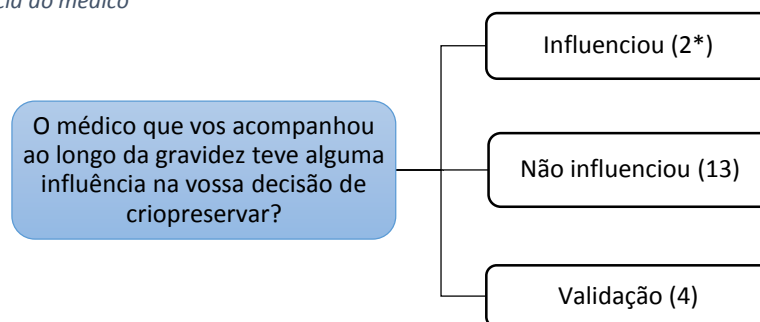 do médico
Influenciou (2*)
O médico que vos acompanhou
ao longo da gravidez teve alguma
influência na vossa decisão de
criopreservar?
Não influenciou (13)
Validação (4)